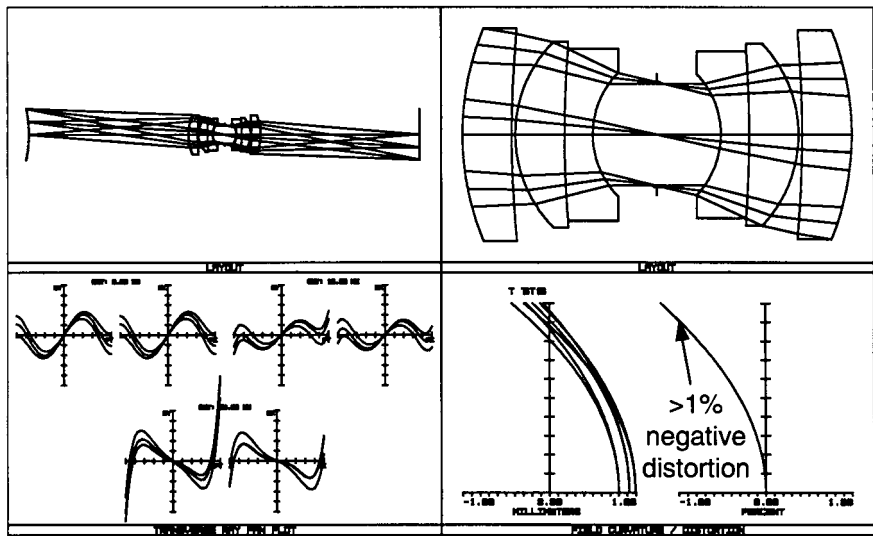 LAYOUT
LAYOUT
T
-1.00
0.00
1.00
MILLIMETERS
>1%
negative
distortion
-1.00
0.00
1.00
PERCENT
TRANSVERSE RAY FAN PLOT
FIELD CURVATURE / DISTORTION